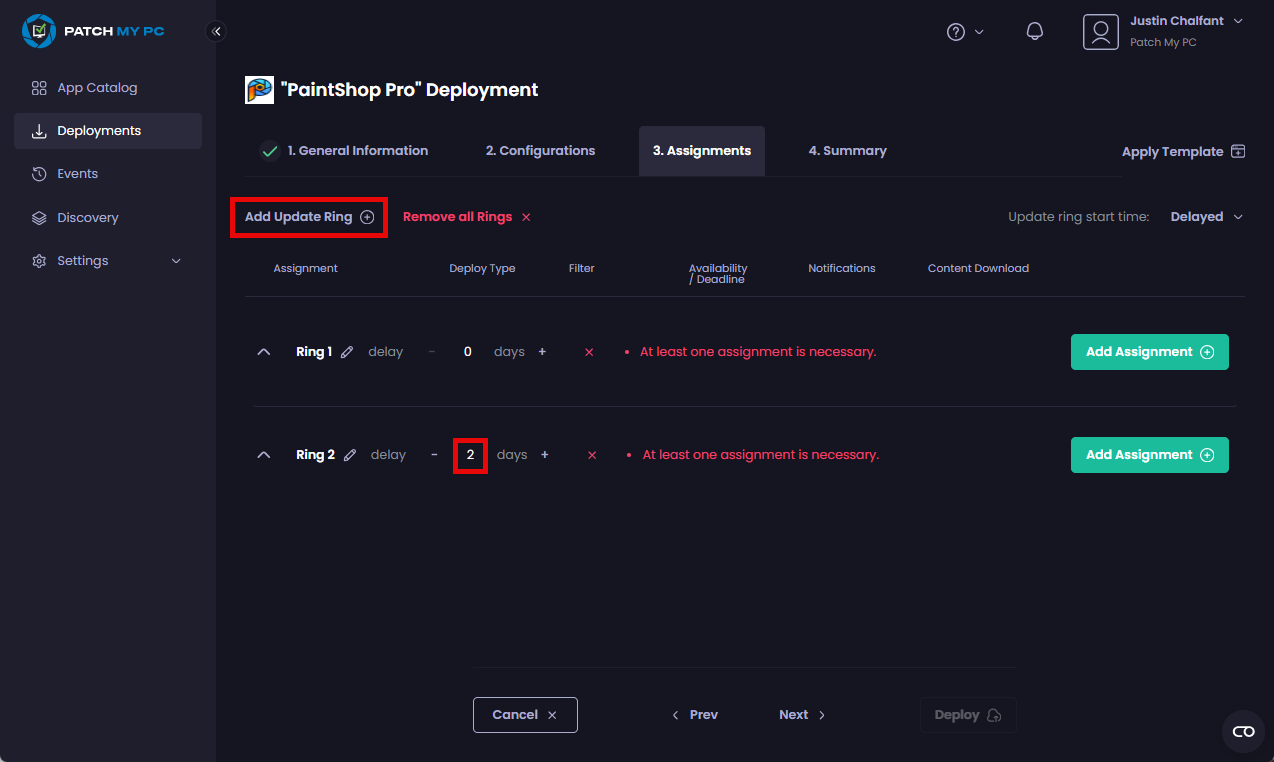 PATCH MY PC
Justin Chalfant
Patch My PC
App Catalog
Deployments
Events
Discovery
Settings
"PaintShop Pro" Deployment
1. General Information 2. Configurations 3. Assignments 4. Summary Apply Template
Add Update Ring Remove all Rings × Update ring start time: Delayed
Assignment Deploy Type Filter Availability / Deadline Notifications Content Download
Ring 1 delay - 0 days + × • At least one assignment is necessary. Add Assignment
Ring 2 delay - 2 days + × • At least one assignment is necessary. Add Assignment
Cancel × < Prev Next > Deploy